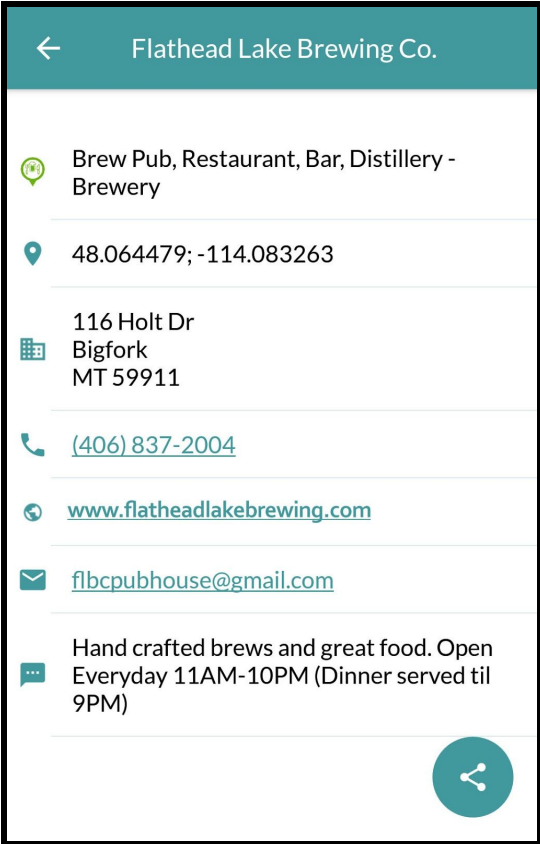 Flathead Lake Brewing Co.
Brew Pub, Restaurant, Bar, Distillery -
Brewery
48.064479; -114.083263
116 Holt Dr
Bigfork
MT 59911
(406) 837-2004
www.flatheadlakebrewing.com
flbcpubhouse@gmail.com
Hand crafted brews and great food. Open
Everyday 11AM-10PM (Dinner served til
9PM)